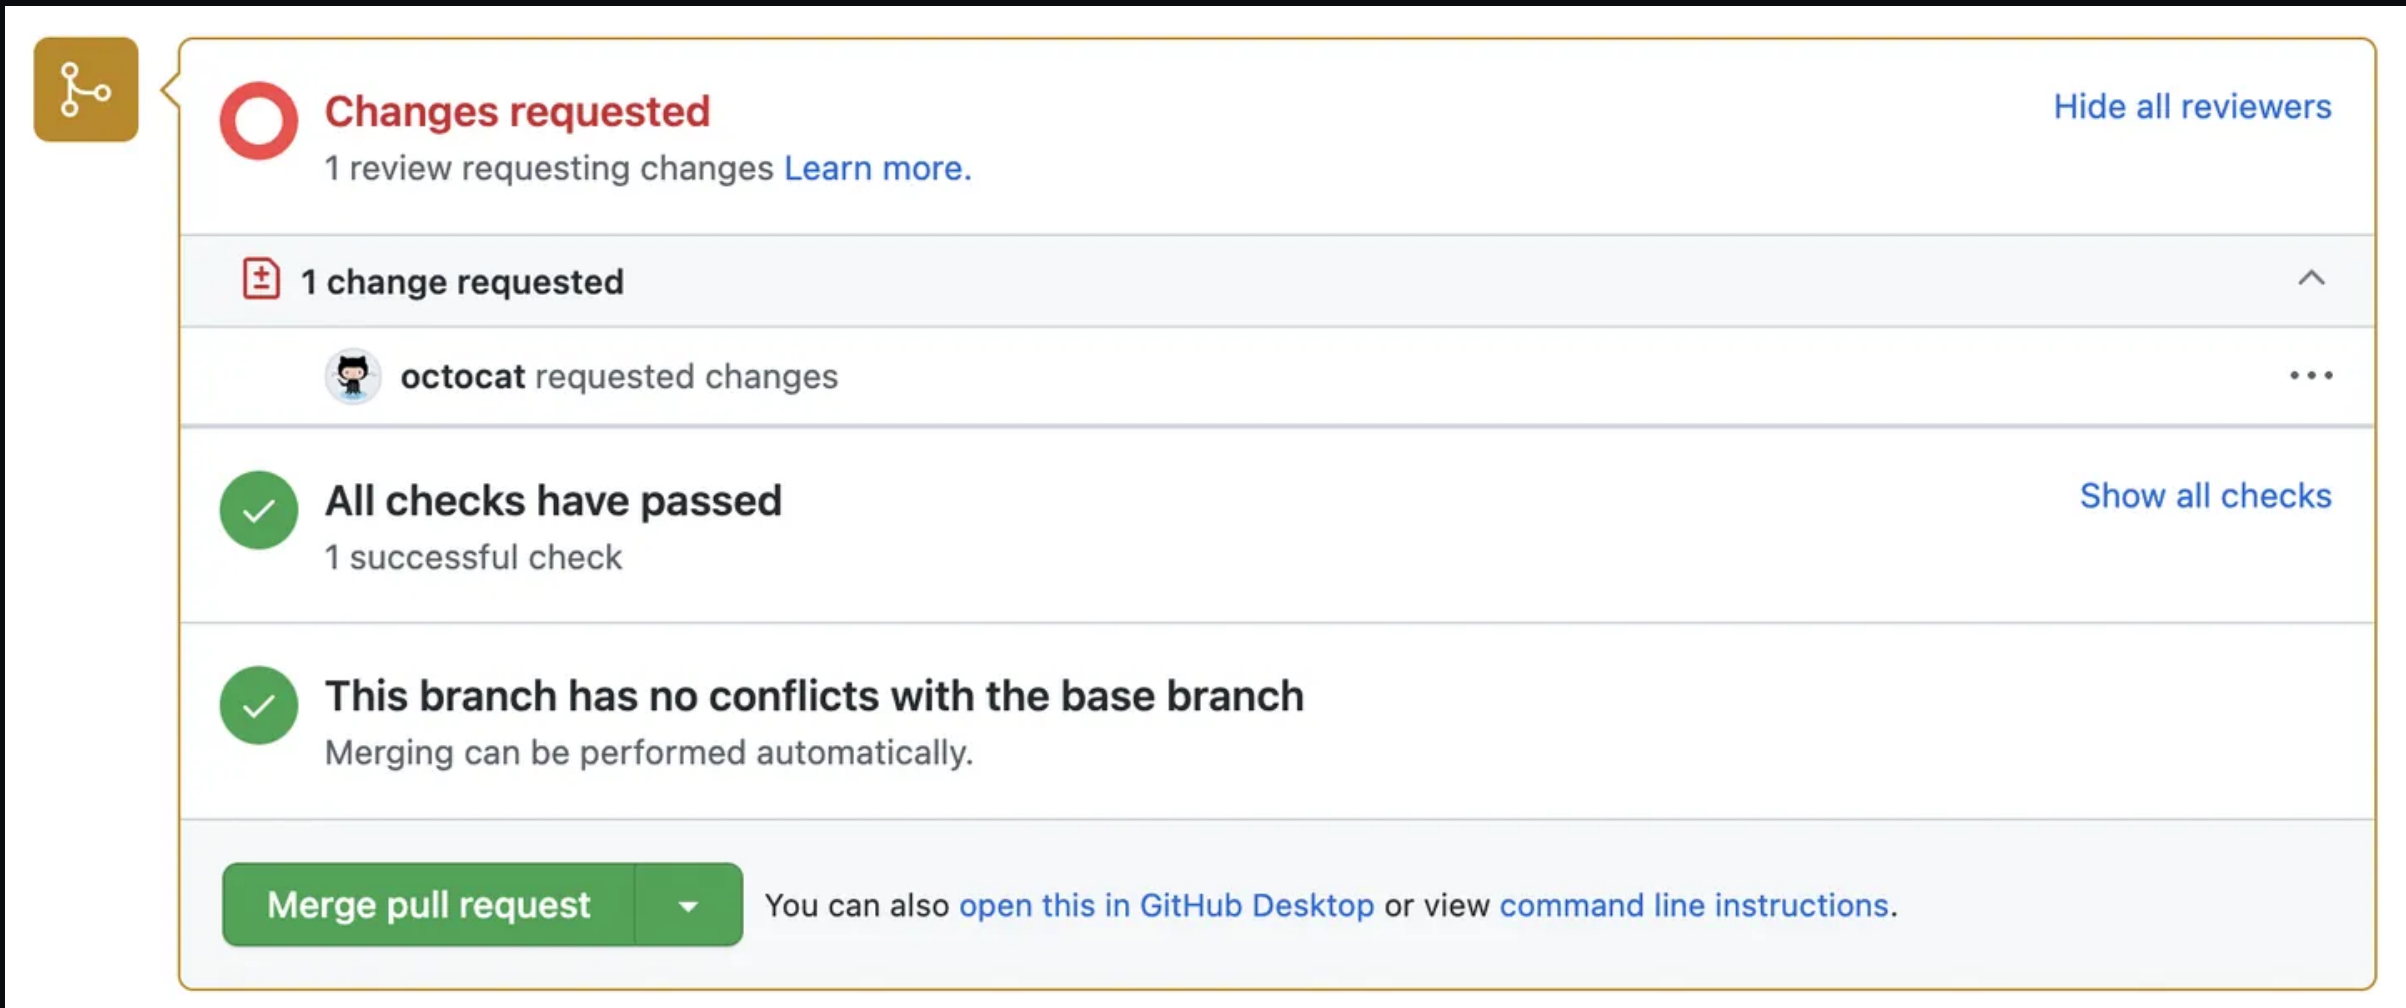 Changes requested
Hide all reviewers
1 review requesting changes Learn more.
1 change requested
octocat requested changes
All checks have passed
Show all checks
1 successful check
This branch has no conflicts with the base branch
Merging can be performed automatically.
Merge pull request
You can also open this in GitHub Desktop or view command line instructions.